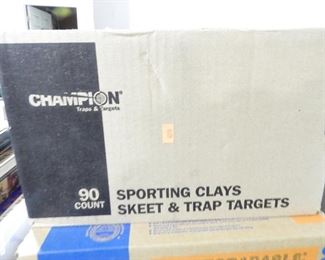 CHAMPION®
Traps & Targets
90
COUNT
SPORTING CLAYS
SKEET & TRAP TARGETS